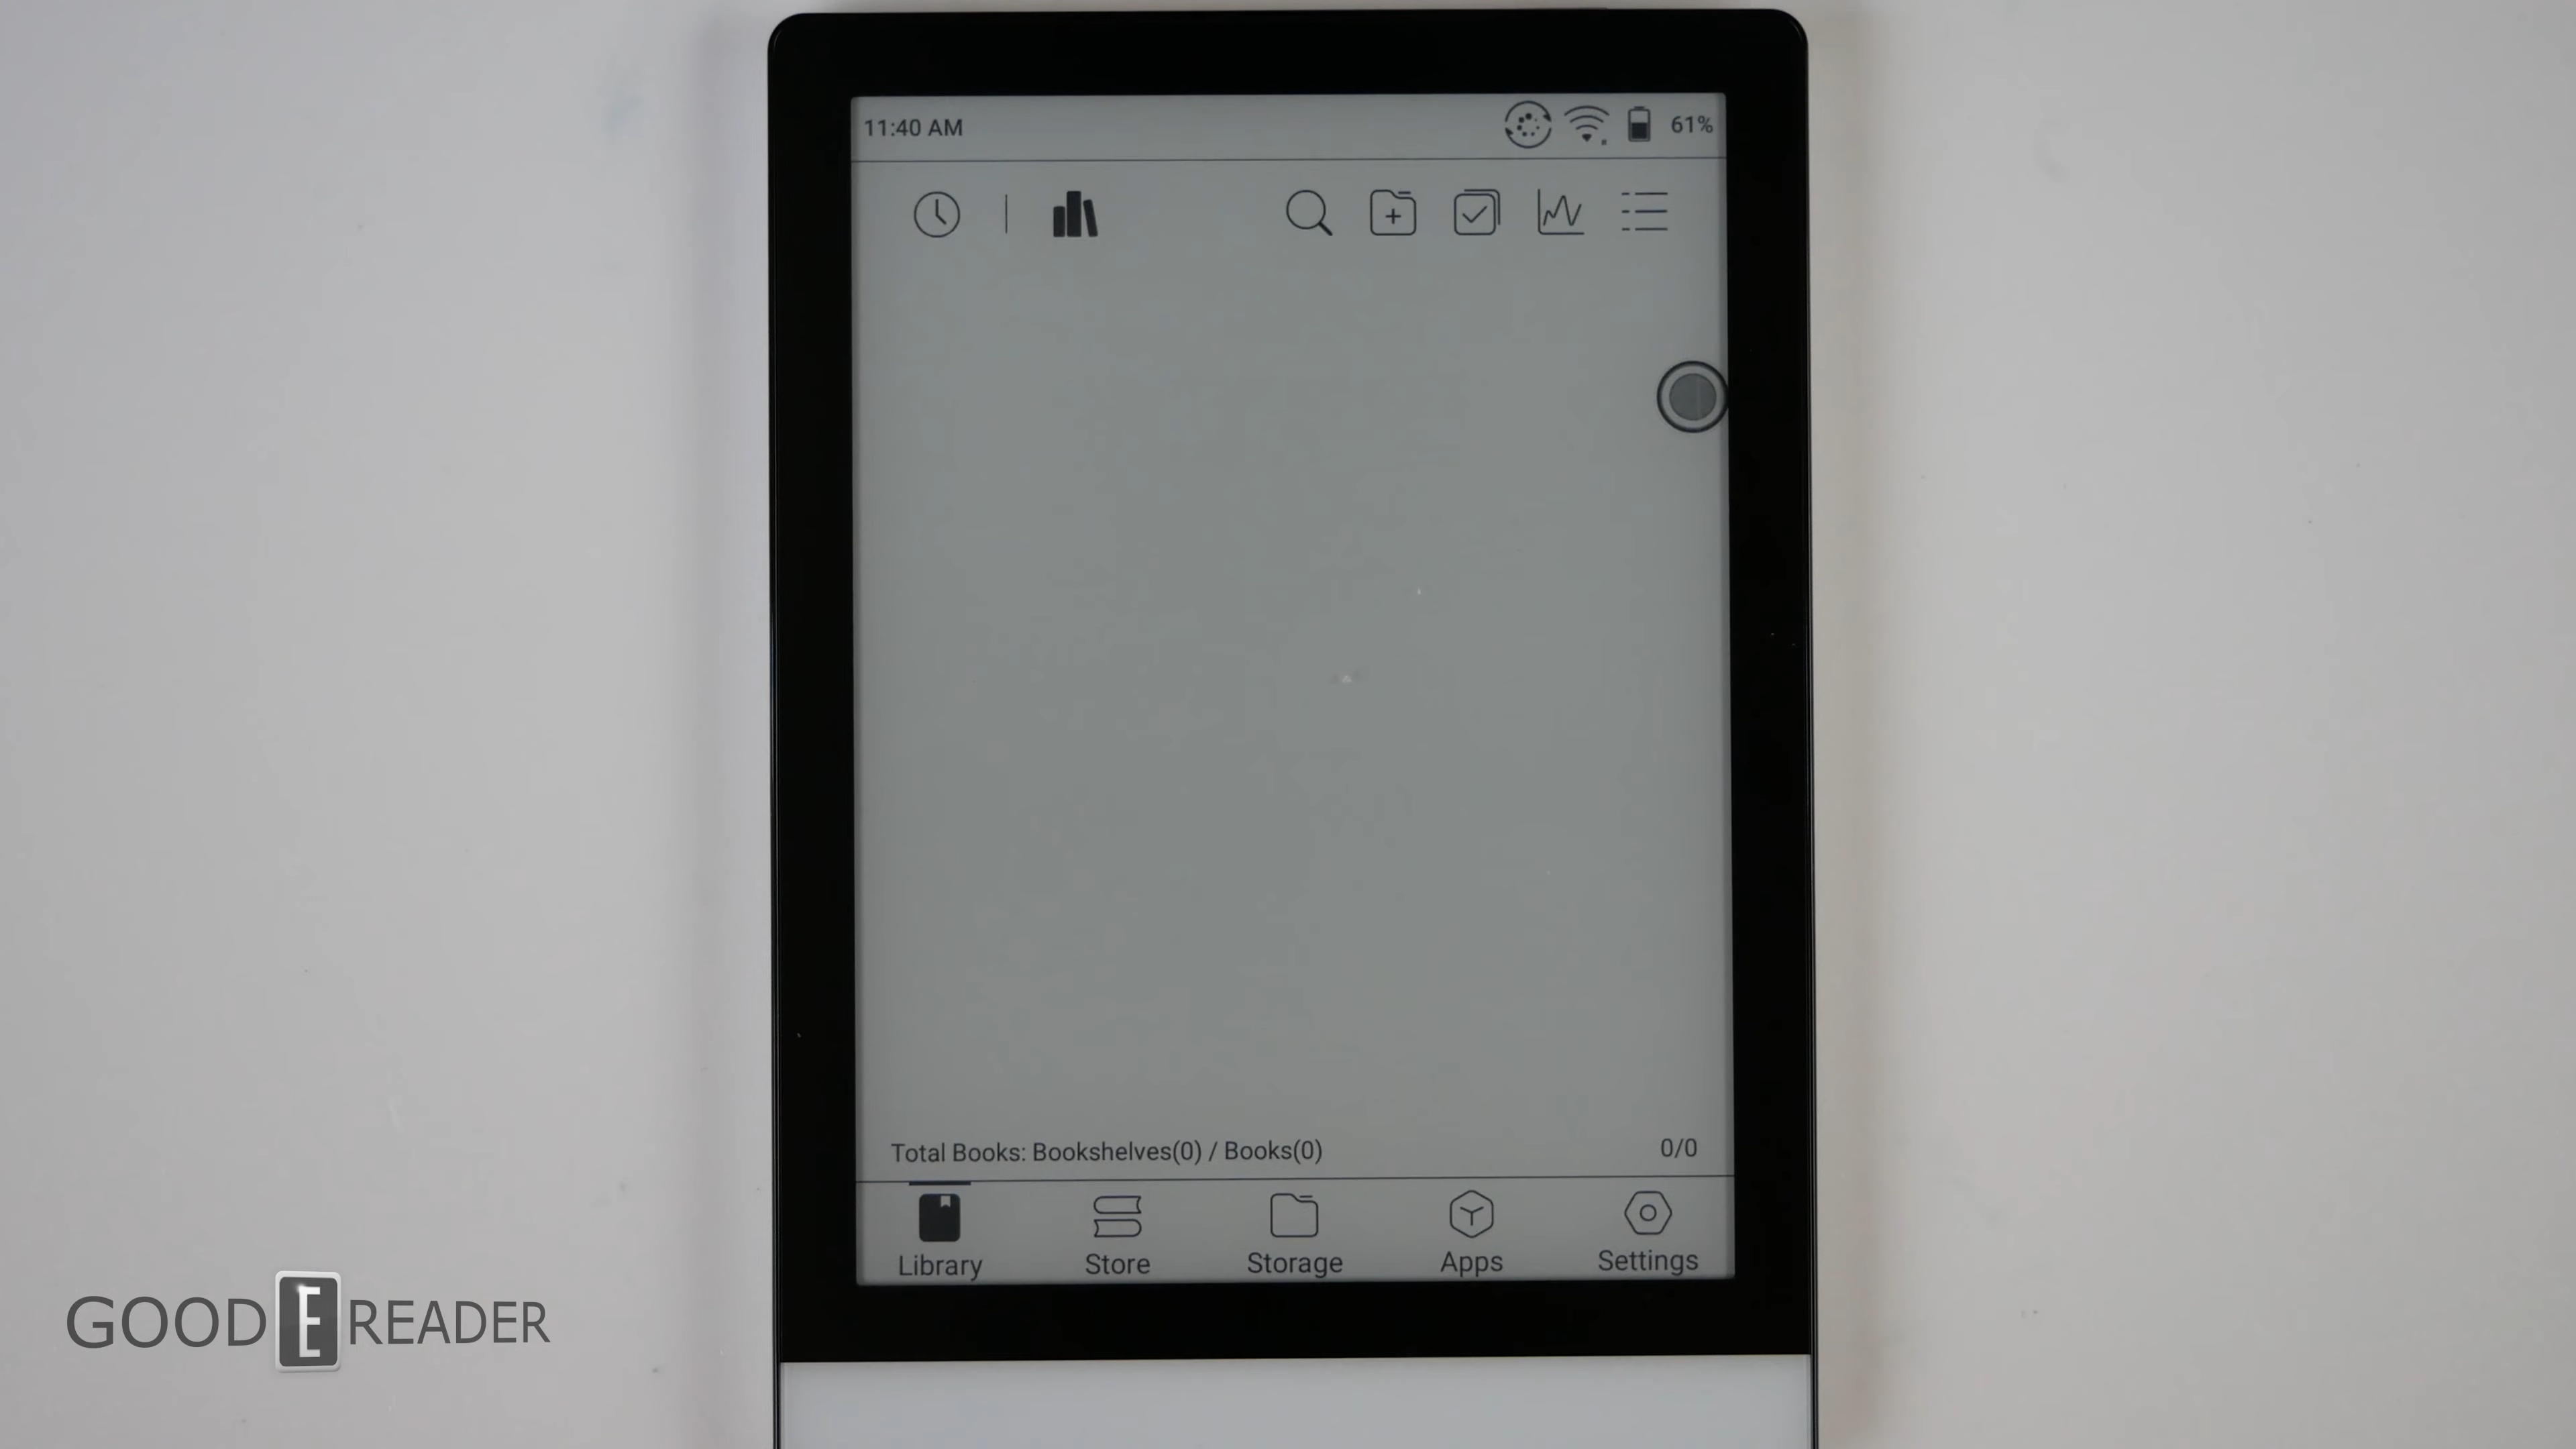 11:40 AM 61%
Total Books: Bookshelves(0) / Books(0) 0/0
Library Store Storage Apps Settings
GOOD E READER